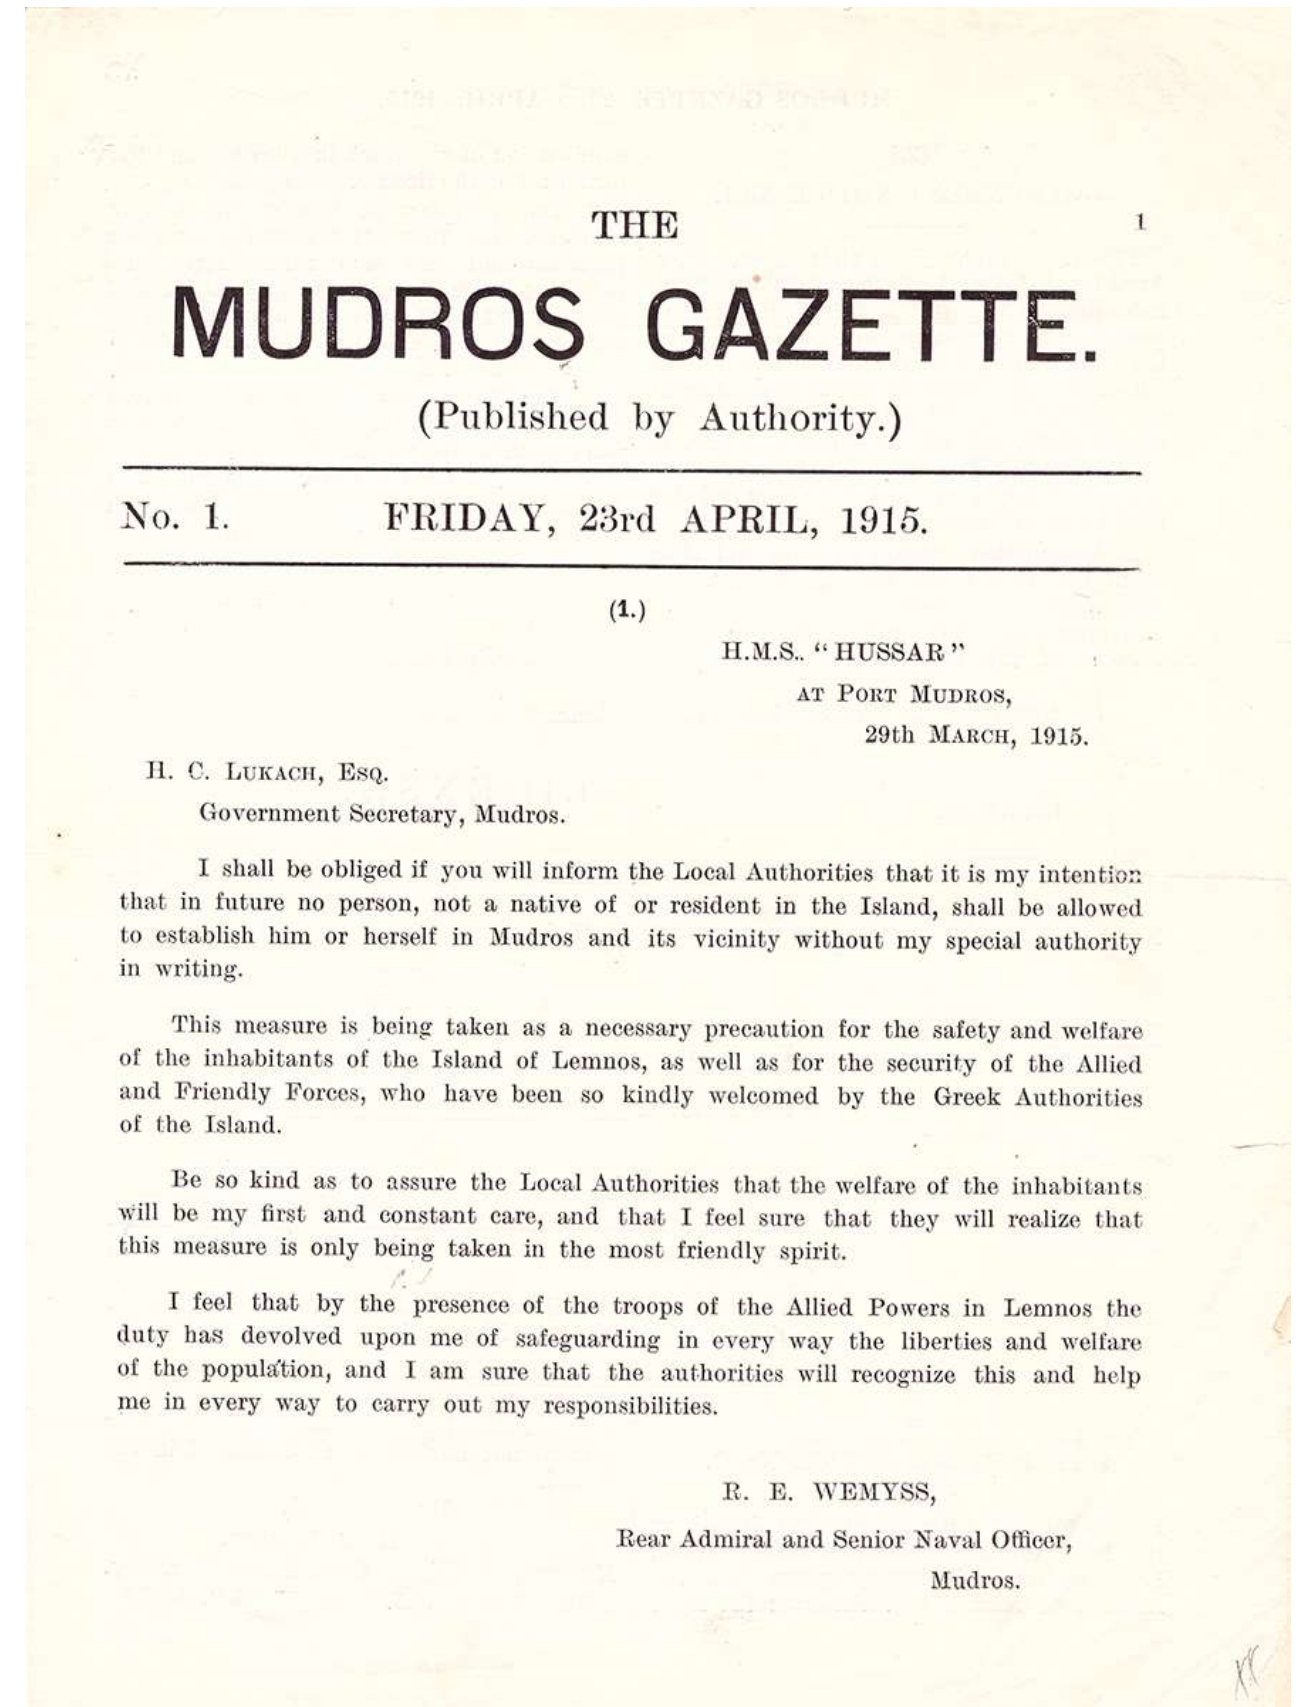 THE
1
MUDROS GAZETTE.
(Published by Authority.)
No. 1. FRIDAY, 23rd APRIL, 1915.
(1.)
H.M.S.. “ HUSSAR ”
AT PORT MUDROS,
29th MARCH, 1915.
H. C. LUKACH, ESQ.
Government Secretary, Mudros.
I shall be obliged if you will inform the Local Authorities that it is my intention
that in future no person, not a native of or resident in the Island, shall be allowed
to establish him or herself in Mudros and its vicinity without my special authority
in writing.
This measure is being taken as a necessary precaution for the safety and welfare
of the inhabitants of the Island of Lemnos, as well as for the security of the Allied
and Friendly Forces, who have been so kindly welcomed by the Greek Authorities
of the Island.
Be so kind as to assure the Local Authorities that the welfare of the inhabitants
will be my first and constant care, and that I feel sure that they will realize that
this measure is only being taken in the most friendly spirit.
I feel that by the presence of the troops of the Allied Powers in Lemnos the
duty has devolved upon me of safeguarding in every way the liberties and welfare
of the population, and I am sure that the authorities will recognize this and help
me in every way to carry out my responsibilities.
R. E. WEMYSS,
Rear Admiral and Senior Naval Officer,
Mudros.